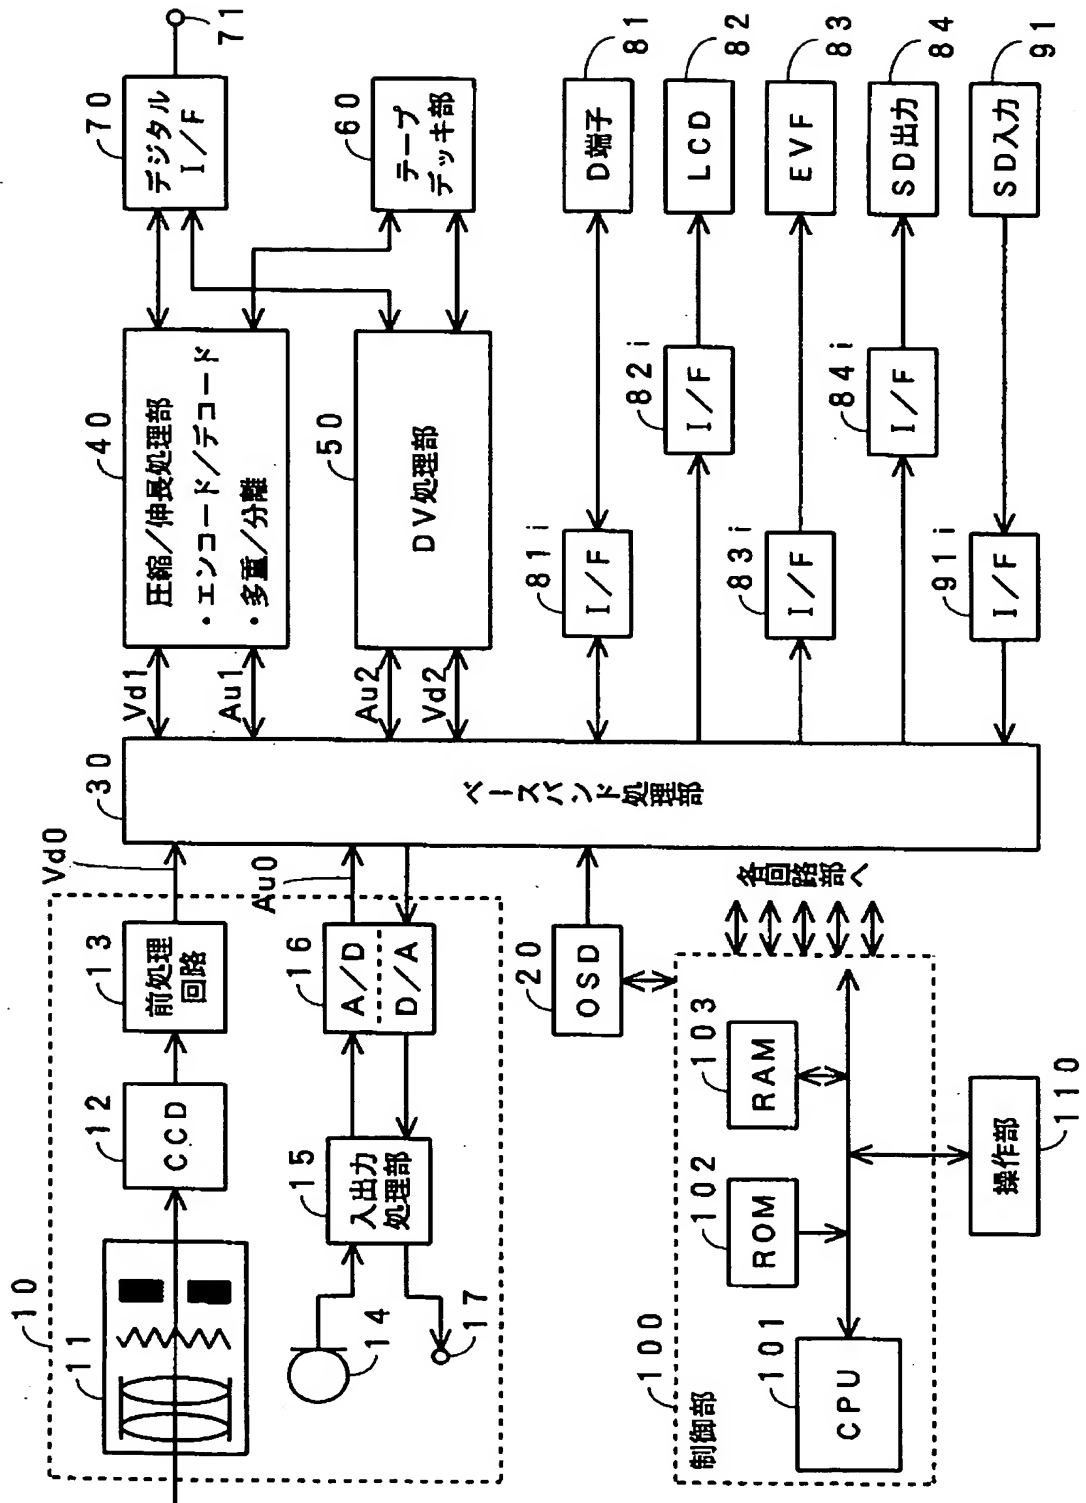 10
11
12
CCD
13
前処理
回路
Vd0
14
15
入出力
処理部
16
A/D
D/A
Au0
17
20
OSD
30
ベースバンド処理部
Vd1
Au1
Au2
Vd2
40
圧縮/伸長処理部
・エンコード/デコード
・多重/分離
50
DV処理部
60
テープ
デッキ部
70
デジタル
I/F
71
81i
I/F
81
D端子
82i
I/F
82
LCD
83i
I/F
83
EVF
84i
I/F
84
SD出力
91i
I/F
91
SD入力
各回路部へ
100
制御部
101
CPU
102
ROM
103
RAM
110
操作部